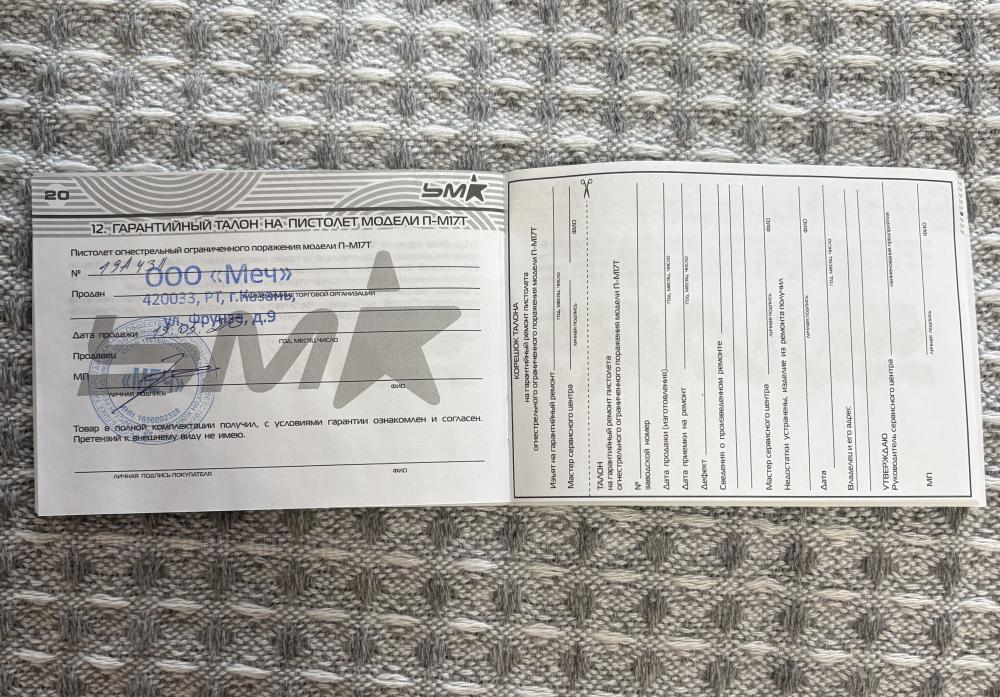 20
12. ГАРАНТИЙНЫЙ ТАЛОН НА ПИСТОЛЕТ МОДЕЛИ П-М17Т
Пистолет огнестрельный ограниченного поражения модели П-М17Т
№
ООО «Меч»
Продан
420033, РТ, г.Казань,
НАИМЕНОВАНИЕ ТОРГОВОЙ ОРГАНИЗАЦИИ
ул. Фрунзе, д.9
Дата продажи
ГОД, МЕСЯЦ, ЧИСЛО
Продавец
МП
«МЕЧ»
ЛИЧНАЯ ПОДПИСЬ
ФИО
ИНН 1656092328
Товар в полной комплектации получил, с условиями гарантии ознакомлен и согласен.
Претензий к внешнему виду не имею.
ЛИЧНАЯ ПОДПИСЬ ПОКУПАТЕЛЯ
ФИО
КОРЕШОК ТАЛОНА
на гарантийный ремонт пистолета
огнестрельного ограниченного поражения модели П-М17Т
Изъят на гарантийный ремонт
ГОД, МЕСЯЦ, ЧИСЛО
Мастер сервисного центра
ЛИЧНАЯ ПОДПИСЬ
ФИО
ТАЛОН
на гарантийный ремонт пистолета
огнестрельного ограниченного поражения модели П-М17Т
№
заводской номер
Дата продажи (изготовления)
ГОД, МЕСЯЦ, ЧИСЛО
Дата приемки на ремонт
ГОД, МЕСЯЦ, ЧИСЛО
Дефект
Сведения о произведенном ремонте
Мастер сервисного центра
ЛИЧНАЯ ПОДПИСЬ
ФИО
Недостатки устранены, изделие из ремонта получил
ЛИЧНАЯ ПОДПИСЬ
ФИО
Дата
ГОД, МЕСЯЦ, ЧИСЛО
Владелец и его адрес
УТВЕРЖДАЮ
Руководитель сервисного центра
НАИМЕНОВАНИЕ ПРЕДПРИЯТИЯ
МП
ЛИЧНАЯ ПОДПИСЬ
ФИО